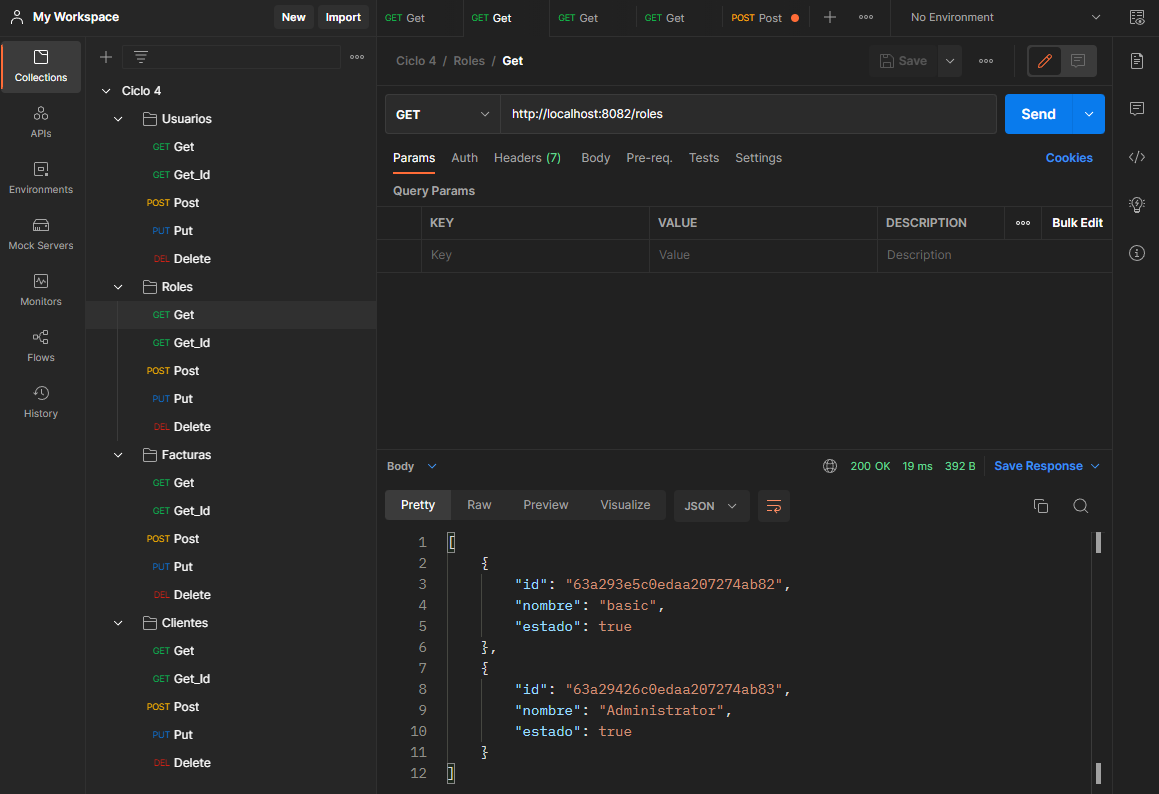 My Workspace New Import GET Get GET Get GET Get GET Get POST Post No Environment
Collections
APIs
Environments
Mock Servers
Monitors
Flows
History
Ciclo 4
Usuarios
GET Get
GET Get_Id
POST Post
PUT Put
DEL Delete
Roles
GET Get
GET Get_Id
POST Post
PUT Put
DEL Delete
Facturas
GET Get
GET Get_Id
POST Post
PUT Put
DEL Delete
Clientes
GET Get
GET Get_Id
POST Post
PUT Put
DEL Delete
Ciclo 4 / Roles / Get Save
GET http://localhost:8082/roles Send
Params Auth Headers (7) Body Pre-req. Tests Settings Cookies
Query Params
KEY VALUE DESCRIPTION Bulk Edit
Key Value Description
Body 200 OK 19 ms 392 B Save Response
Pretty Raw Preview Visualize JSON
1 [
2 {
3 "id": "63a293e5c0edaa207274ab82",
4 "nombre": "basic",
5 "estado": true
6 },
7 {
8 "id": "63a29426c0edaa207274ab83",
9 "nombre": "Administrator",
10 "estado": true
11 }
12 ]